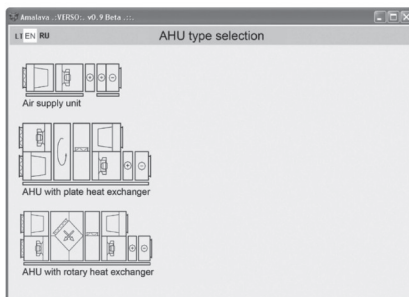 Amalava .:VERSO:. v0.9 Beta .::.
LT EN RU
AHU type selection
Air supply unit
AHU with plate heat exchanger
AHU with rotary heat exchanger